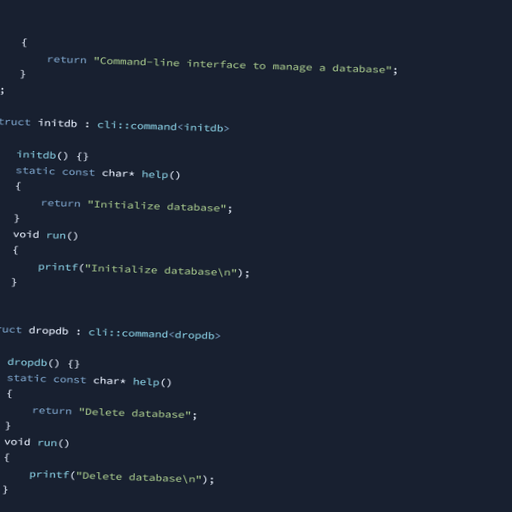 {
return "Command-line interface to manage a database";
}
;
truct initdb : cli::command<initdb>
initdb() {}
static const char* help()
{
return "Initialize database";
}
void run()
{
printf("Initialize database\n");
}
ruct dropdb : cli::command<dropdb>
dropdb() {}
static const char* help()
{
return "Delete database";
}
void run()
{
printf("Delete database\n");
}